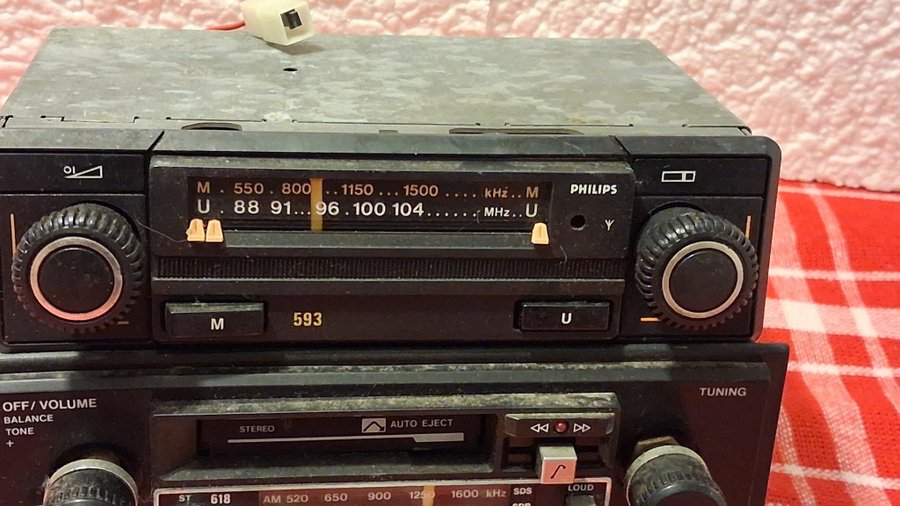 M . 550 . 800 ... 1150 .... 1500 ..... kHz .. M
U . 88 91 ... 96 . 100 104 ....... MHz .. U
PHILIPS
M
593
U
OFF/VOLUME
BALANCE
TONE
+
STEREO
AUTO EJECT
TUNING
ST 618 AM 520 650 900 1250 1600 kHz SDS
LOUD